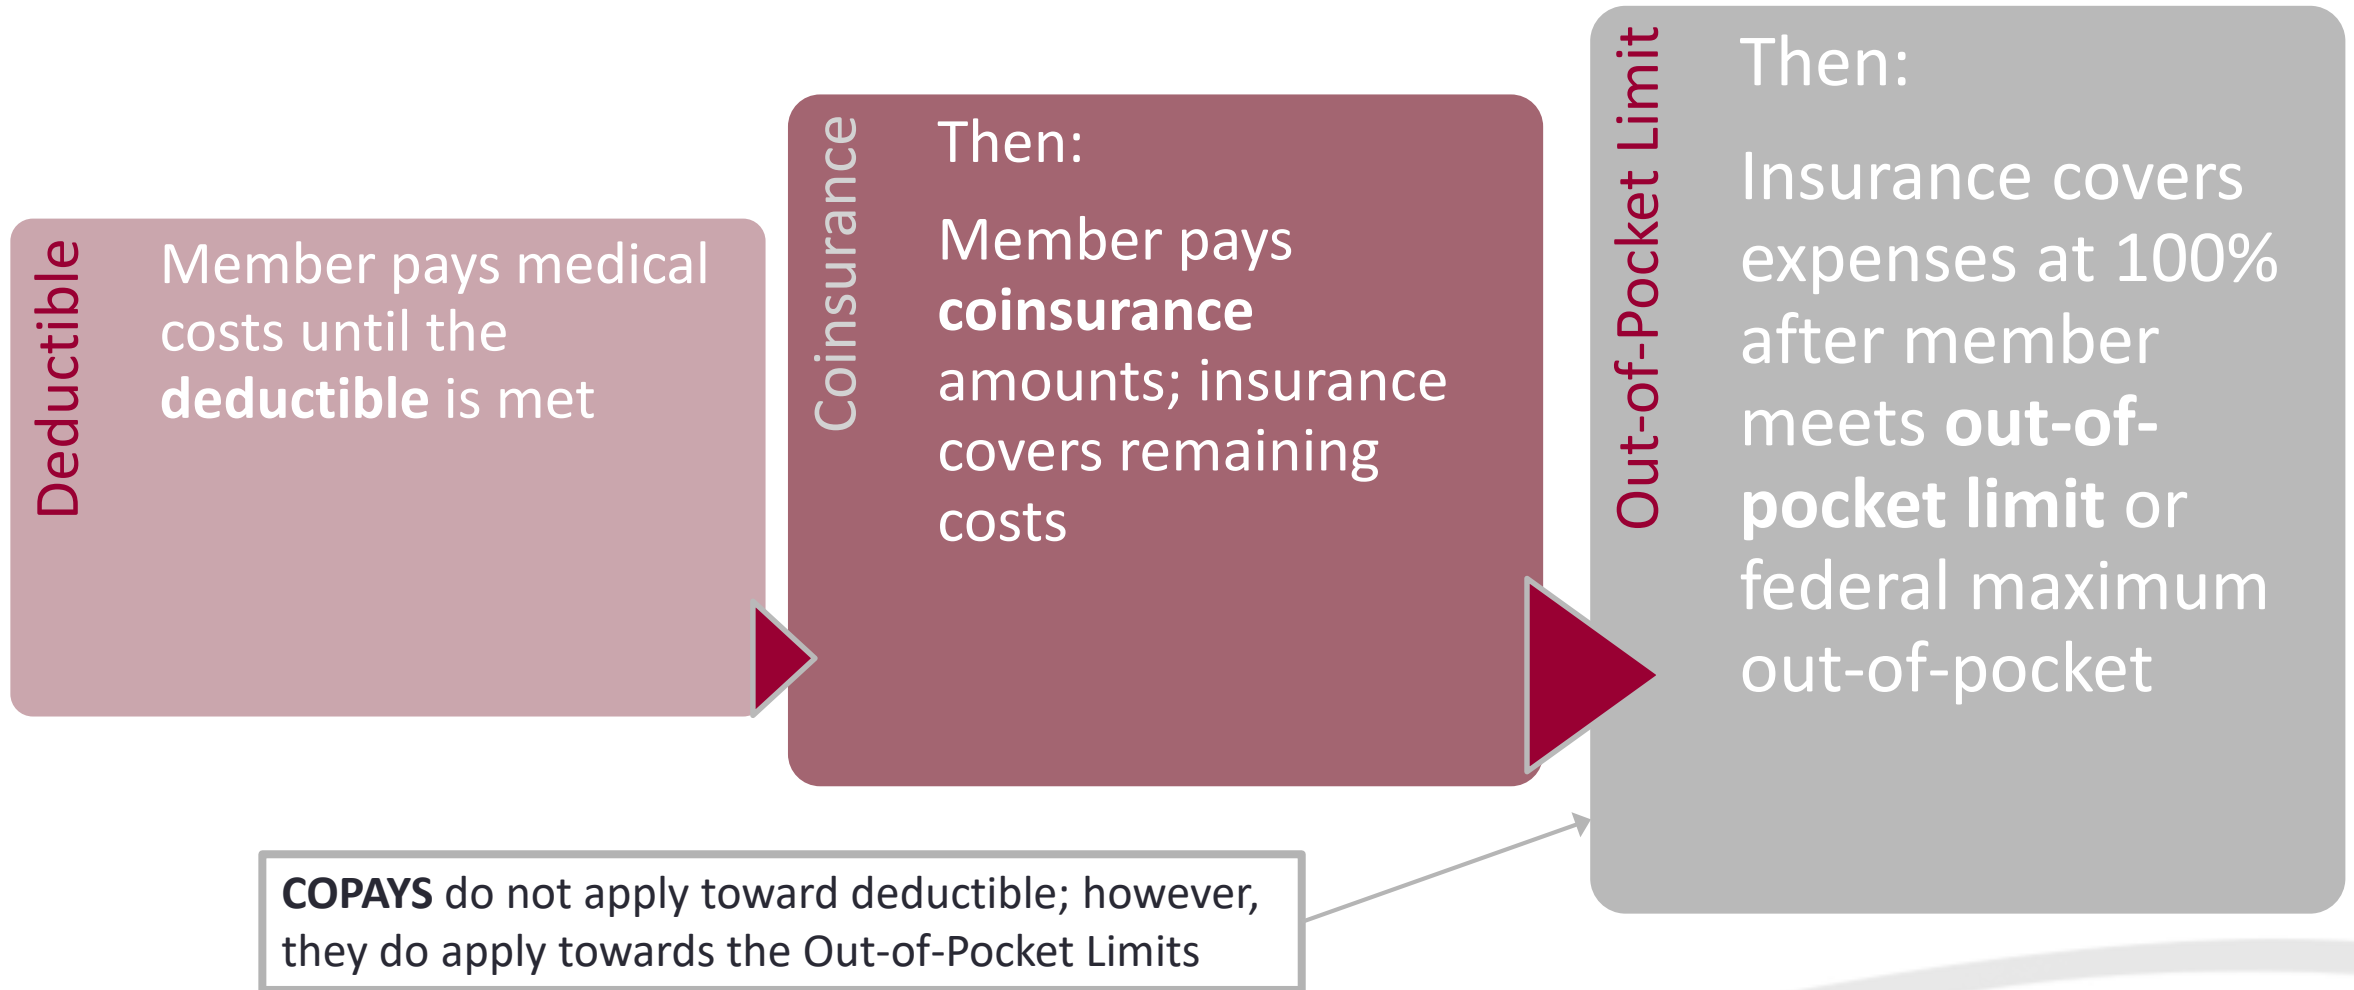 Deductible
Member pays medical
costs until the
deductible is met
Coinsurance
Then:
Member pays
coinsurance
amounts; insurance
covers remaining
costs
Out-of-Pocket Limit
Then:
Insurance covers
expenses at 100%
after member
meets out-of-
pocket limit or
federal maximum
out-of-pocket
COPAYS do not apply toward deductible; however,
they do apply towards the Out-of-Pocket Limits